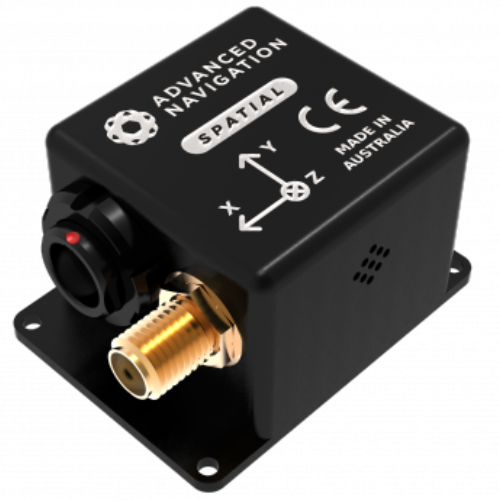 ADVANCED
NAVIGATION
SPATIAL
CE
MADE IN
AUSTRALIA
Y
X
Z